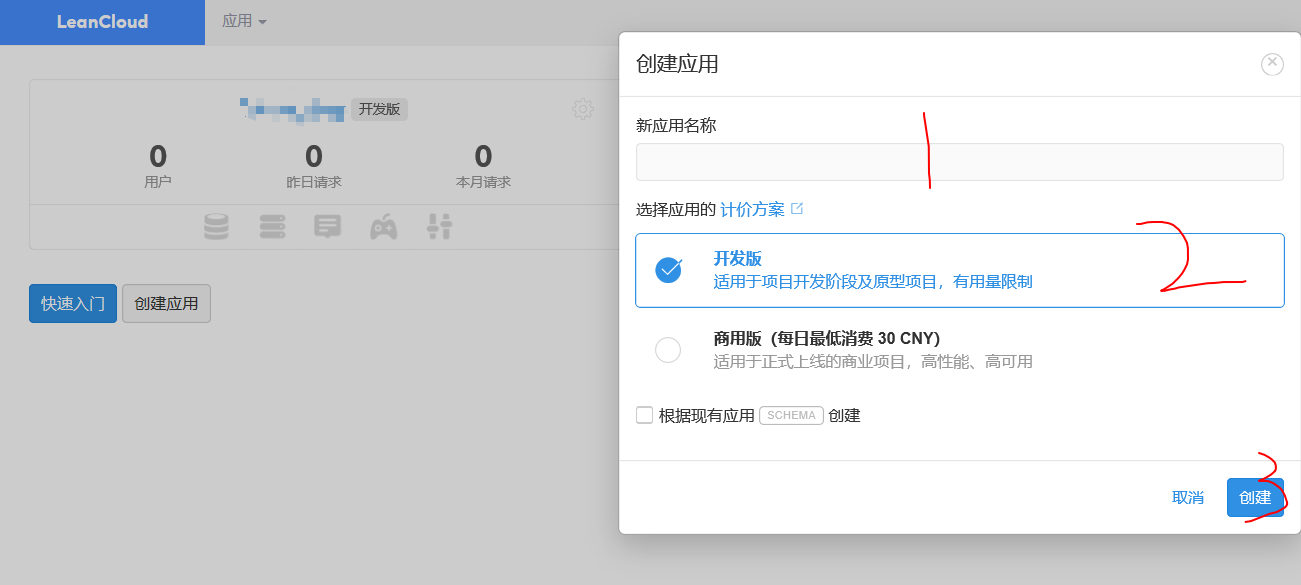 LeanCloud 应用
开发版
0 0 0
用户 昨日请求 本月请求
快速入门 创建应用
创建应用
新应用名称
1
选择应用的 计价方案
开发版
适用于项目开发阶段及原型项目，有用量限制
2
商用版（每日最低消费 30 CNY）
适用于正式上线的商业项目，高性能、高可用
根据现有应用 SCHEMA 创建
3
取消 创建